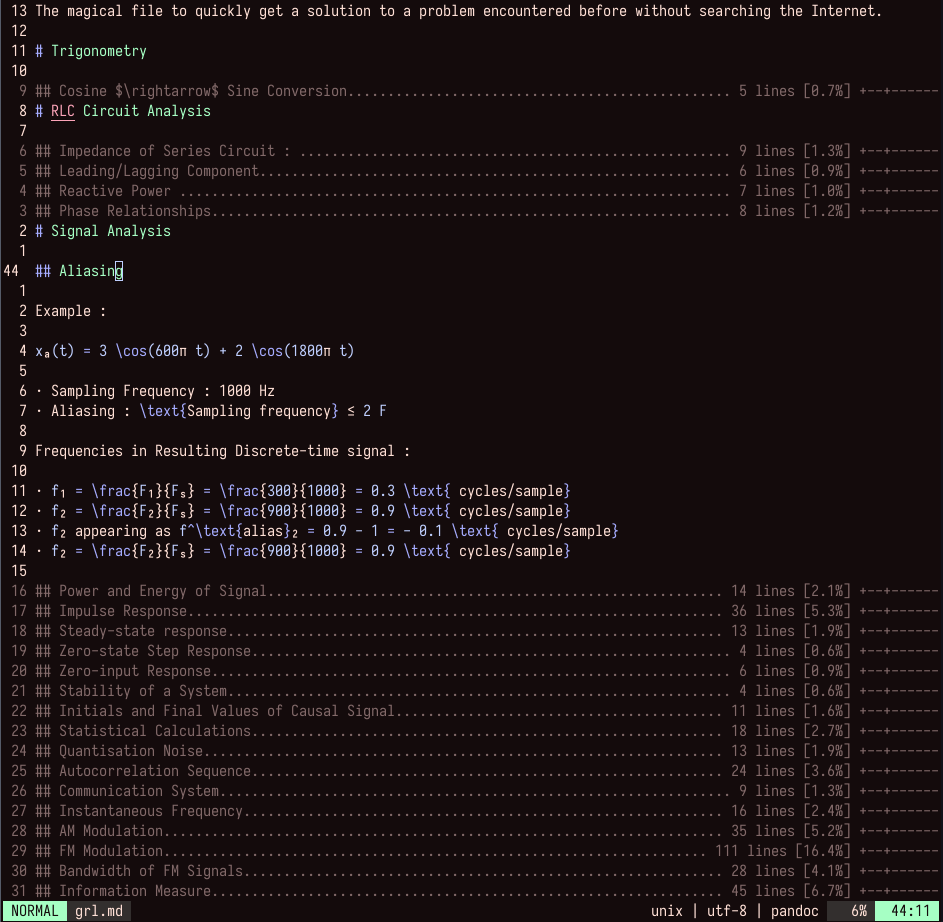 13 The magical file to quickly get a solution to a problem encountered before without searching the Internet.
12
11 # Trigonometry
10
9 ## Cosine $\rightarrow$ Sine Conversion................................................ 5 lines [0.7%] +--+------
8 # RLC Circuit Analysis
7
6 ## Impedance of Series Circuit : ...................................................... 9 lines [1.3%] +--+------
5 ## Leading/Lagging Component........................................................... 6 lines [0.9%] +--+------
4 ## Reactive Power ..................................................................... 7 lines [1.0%] +--+------
3 ## Phase Relationships................................................................. 8 lines [1.2%] +--+------
2 # Signal Analysis
1
44 ## Aliasing
1
2 Example :
3
4 xₐ(t) = 3 \cos(600π t) + 2 \cos(1800π t)
5
6 · Sampling Frequency : 1000 Hz
7 · Aliasing : \text{Sampling frequency} ≤ 2 F
8
9 Frequencies in Resulting Discrete-time signal :
10
11 · f₁ = \frac{F₁}{Fₛ} = \frac{300}{1000} = 0.3 \text{ cycles/sample}
12 · f₂ = \frac{F₂}{Fₛ} = \frac{900}{1000} = 0.9 \text{ cycles/sample}
13 · f₂ appearing as f^\text{alias}₂ = 0.9 - 1 = - 0.1 \text{ cycles/sample}
14 · f₂ = \frac{F₂}{Fₛ} = \frac{900}{1000} = 0.9 \text{ cycles/sample}
15
16 ## Power and Energy of Signal......................................................... 14 lines [2.1%] +--+------
17 ## Impulse Response................................................................... 36 lines [5.3%] +--+------
18 ## Steady-state response.............................................................. 13 lines [1.9%] +--+------
19 ## Zero-state Step Response........................................................... 4 lines [0.6%] +--+------
20 ## Zero-input Response................................................................ 6 lines [0.9%] +--+------
21 ## Stability of a System.............................................................. 4 lines [0.6%] +--+------
22 ## Initials and Final Values of Causal Signal......................................... 11 lines [1.6%] +--+------
23 ## Statistical Calculations........................................................... 18 lines [2.7%] +--+------
24 ## Quantisation Noise................................................................. 13 lines [1.9%] +--+------
25 ## Autocorrelation Sequence........................................................... 24 lines [3.6%] +--+------
26 ## Communication System............................................................... 9 lines [1.3%] +--+------
27 ## Instantaneous Frequency............................................................ 16 lines [2.4%] +--+------
28 ## AM Modulation...................................................................... 35 lines [5.2%] +--+------
29 ## FM Modulation..................................................................... 111 lines [16.4%] +--+------
30 ## Bandwidth of FM Signals............................................................ 28 lines [4.1%] +--+------
31 ## Information Measure................................................................ 45 lines [6.7%] +--+------
NORMAL grl.md unix | utf-8 | pandoc 6% 44:11